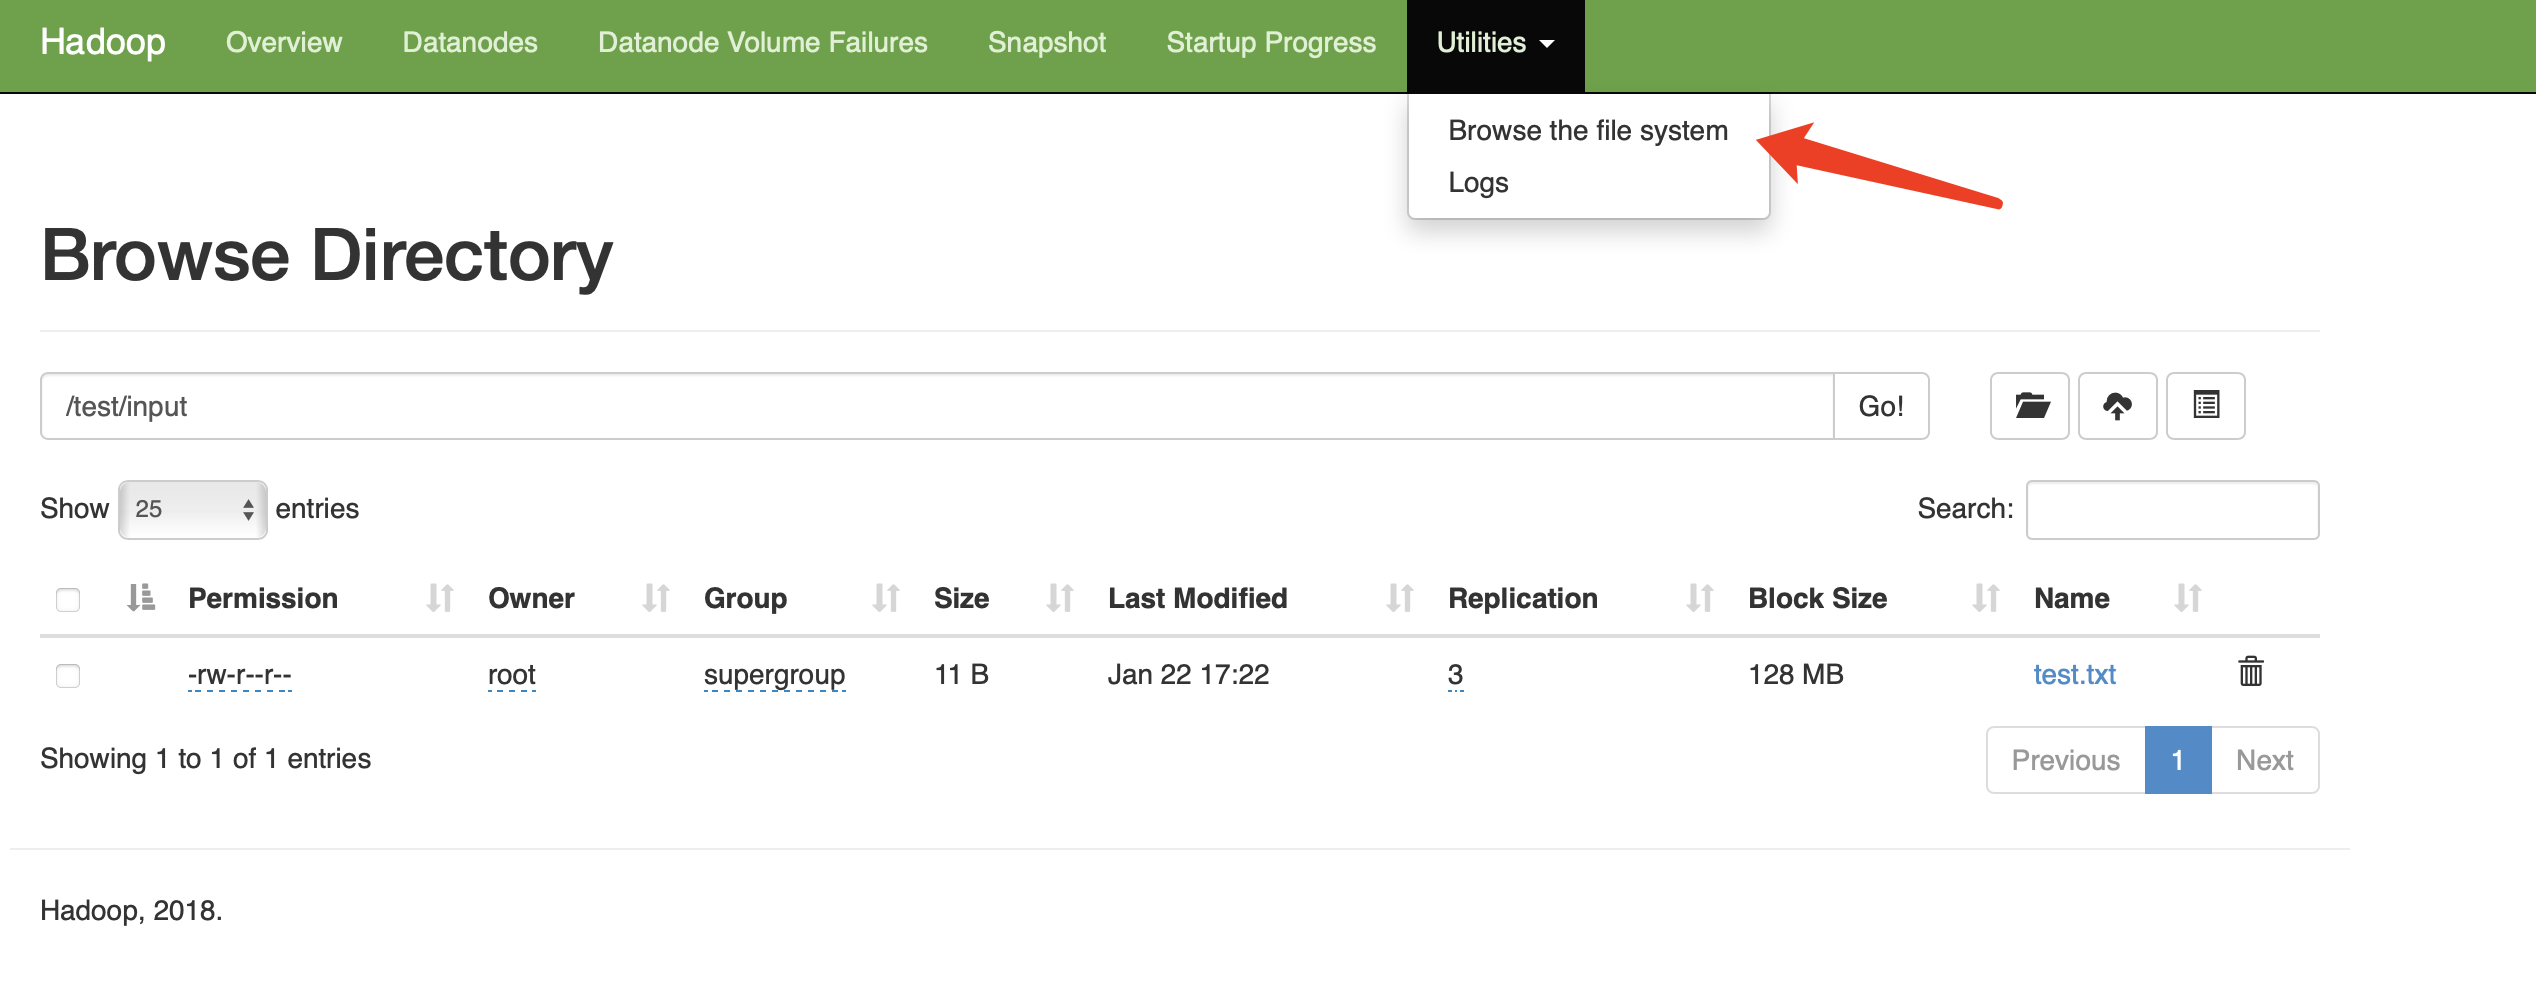 Hadoop Overview Datanodes Datanode Volume Failures Snapshot Startup Progress Utilities
Browse the file system
Logs
Browse Directory
/test/input Go!
Show 25 entries Search:
Permission Owner Group Size Last Modified Replication Block Size Name
-rw-r--r-- root supergroup 11 B Jan 22 17:22 3 128 MB test.txt
Showing 1 to 1 of 1 entries Previous 1 Next
Hadoop, 2018.